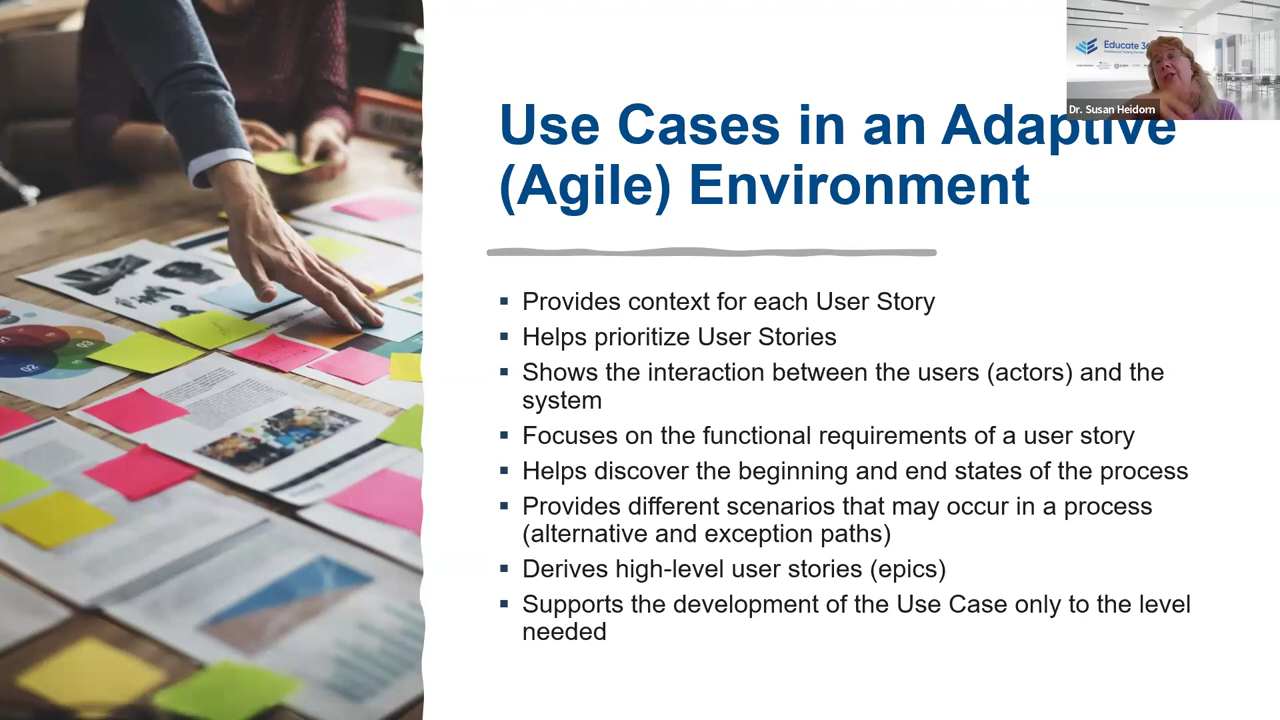 Educate 3
Dr. Susan Heidorn
Use Cases in an Adaptive
(Agile) Environment
▪ Provides context for each User Story
▪ Helps prioritize User Stories
▪ Shows the interaction between the users (actors) and the
system
▪ Focuses on the functional requirements of a user story
▪ Helps discover the beginning and end states of the process
▪ Provides different scenarios that may occur in a process
(alternative and exception paths)
▪ Derives high-level user stories (epics)
▪ Supports the development of the Use Case only to the level
needed
03
02